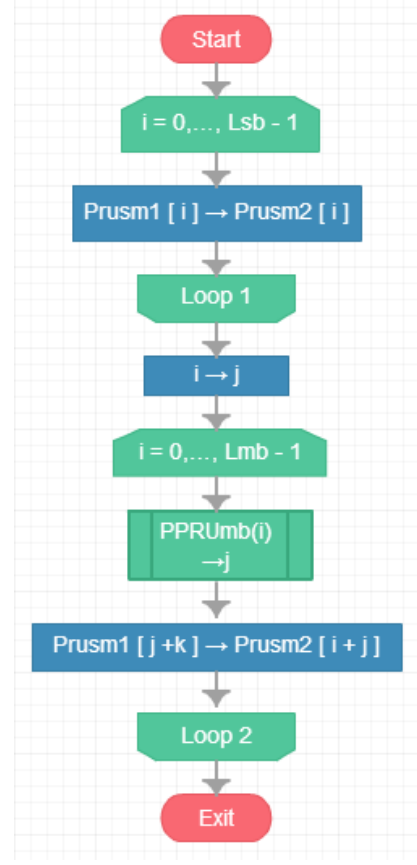 Start
i = 0,..., Lsb - 1
Prusm1 [ i ] → Prusm2 [ i ]
Loop 1
i → j
i = 0,..., Lmb - 1
PPRUmb(i)
→j
Prusm1 [ j +k ] → Prusm2 [ i + j ]
Loop 2
Exit